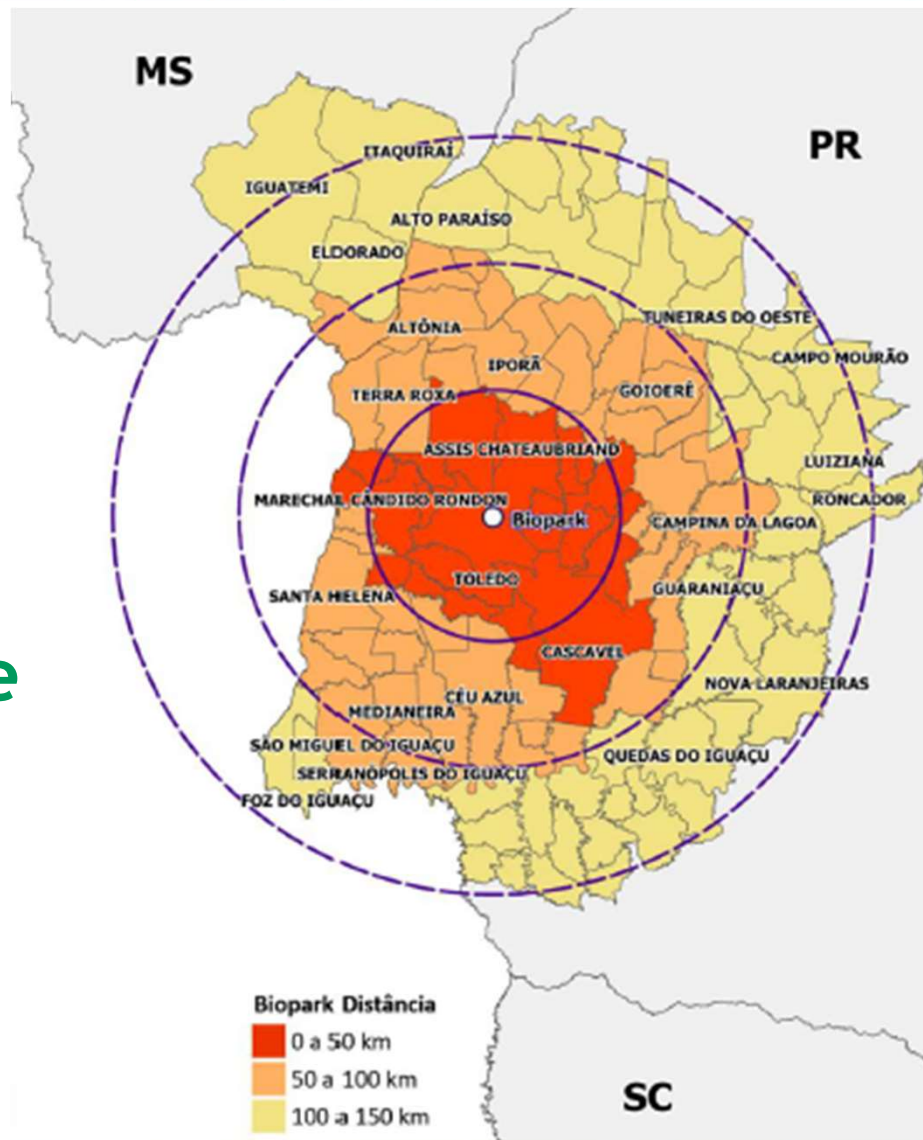 MS
PR
ITAQUIRAÍ
IGUATEMI
ALTO PARAÍSO
ELDORADO
TUNEIRAS DO OESTE
ALTÔNIA
CAMPO MOURÃO
IPORÃ
GOIOERÊ
TERRA ROXA
ASSIS CHATEAUBRIAND
LUIZIANA
MARECHAL CÂNDIDO RONDON
RONCADOR
Biopark
CAMPINA DA LAGOA
TOLEDO
GUARANIAÇU
SANTA HELENA
CASCAVEL
e
NOVA LARANJEIRAS
CÉU AZUL
MEDIANEIRA
SÃO MIGUEL DO IGUAÇU
QUEDAS DO IGUAÇU
SERRANÓPOLIS DO IGUAÇU
FOZ DO IGUAÇU
Biopark Distância
0 a 50 km
50 a 100 km
100 a 150 km
SC